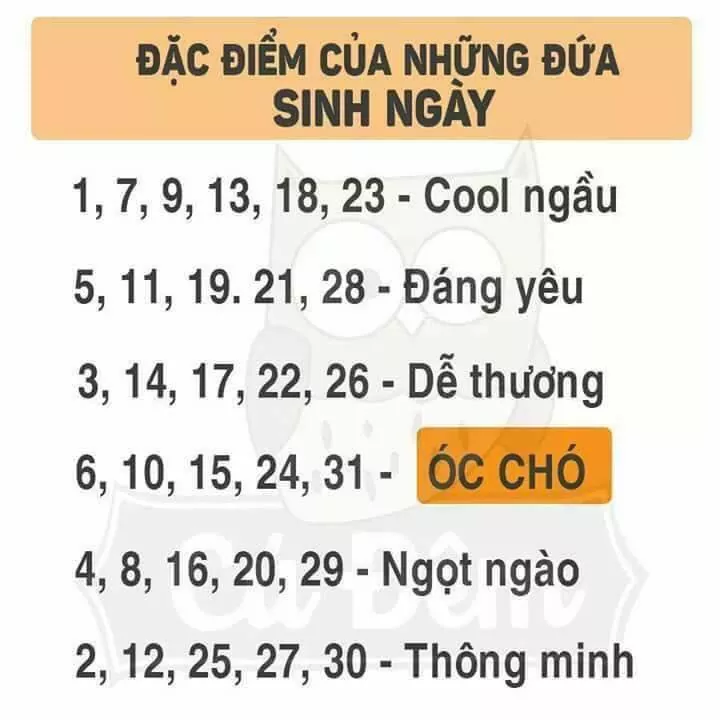 ĐẶC ĐIỂM CỦA NHỮNG ĐỨA
SINH NGÀY
1, 7, 9, 13, 18, 23 - Cool ngầu
5, 11, 19. 21, 28 - Đáng yêu
3, 14, 17, 22, 26 - Dễ thương
6, 10, 15, 24, 31 - ÓC CHÓ
4, 8, 16, 20, 29 - Ngọt ngào
Cú Đêm
2, 12, 25, 27, 30 - Thông minh